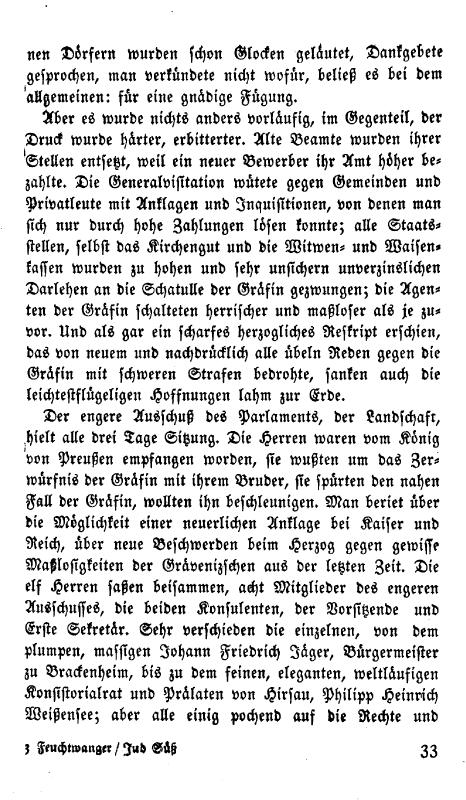 nen Dörfern wurden schon Glocken geläutet, Dankgebete
gesprochen, man verkündete nicht wofür, beließ es bei dem
allgemeinen: für eine gnädige Fügung.
Aber es wurde nichts anders vorläufig, im Gegenteil, der
Druck wurde härter, erbitterter. Alte Beamte wurden ihrer
Stellen entsetzt, weil ein neuer Bewerber ihr Amt höher be-
zahlte. Die Generalvisitation wütete gegen Gemeinden und
Privatleute mit Anklagen und Inquisitionen, von denen man
sich nur durch hohe Zahlungen lösen konnte; alle Staats-
stellen, selbst das Kirchengut und die Witwen- und Waisen-
kassen wurden zu hohen und sehr unsichern unverzinslichen
Darlehen an die Schatulle der Gräfin gezwungen; die Agen-
ten der Gräfin schalteten herrischer und maßloser als je zu-
vor. Und als gar ein scharfes herzogliches Reskript erschien,
das von neuem und nachdrücklich alle übeln Reden gegen die
Gräfin mit schweren Strafen bedrohte, sanken auch die
leichtestflügeligen Hoffnungen lahm zur Erde.
Der engere Ausschuß des Parlaments, der Landschaft,
hielt alle drei Tage Sitzung. Die Herren waren vom König
von Preußen empfangen worden, sie wußten um das Zer-
würfnis der Gräfin mit ihrem Bruder, sie spürten den nahen
Fall der Gräfin, wollten ihn beschleunigen. Man beriet über
die Möglichkeit einer neuerlichen Anklage bei Kaiser und
Reich, über neue Beschwerden beim Herzog gegen gewisse
Maßlosigkeiten der Grävenizschen aus der letzten Zeit. Die
elf Herren saßen beisammen, acht Mitglieder des engeren
Ausschusses, die beiden Konsulenten, der Vorsitzende und
Erste Sekretär. Sehr verschieden die einzelnen, von dem
plumpen, massigen Johann Friedrich Jäger, Bürgermeister
zu Brackenheim, bis zu dem feinen, eleganten, weltläufigen
Konsistorialrat und Prälaten von Hirsau, Philipp Heinrich
Weißensee; aber alle einig pochend auf die Rechte und
3 Feuchtwanger / Jud Süß
33